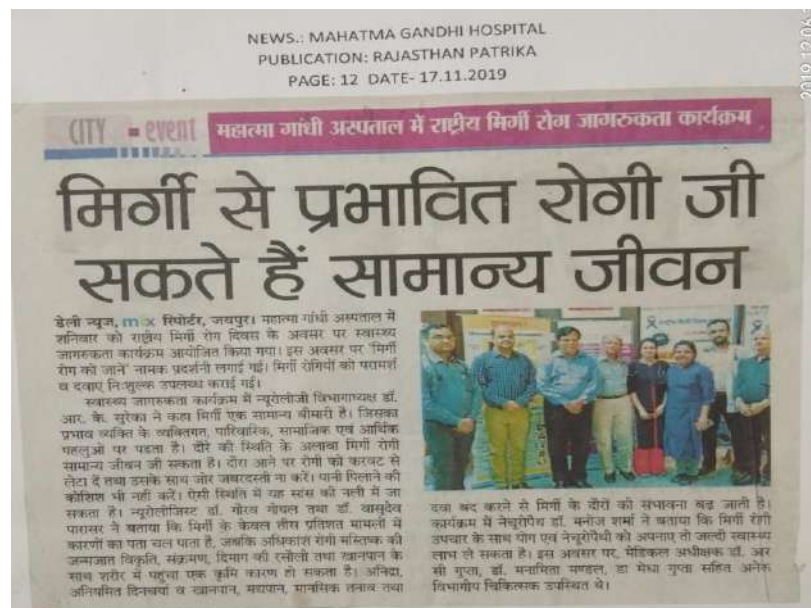 NEWS.: MAHATMA GANDHI HOSPITAL
PUBLICATION: RAJASTHAN PATRIKA
PAGE: 12 DATE- 17.11.2019
CITY event महात्मा गांधी अस्पताल में राष्ट्रीय मिर्गी रोग जागरुकता कार्यक्रम
मिर्गी से प्रभावित रोगी जी
सकते हैं सामान्य जीवन
डेली न्यूज, mix रिपोर्टर, जयपुर। महात्मा गांधी अस्पताल में
शनिवार को राष्ट्रीय मिर्गी रोग दिवस के अवसर पर स्वास्थ्य
जागरुकता कार्यक्रम आयोजित किया गया। इस अवसर पर 'मिर्गी
रोग को जाने' नामक प्रदर्शनी लगाई गई। मिर्गी रोगियों को परामर्श
व दवाएं निःशुल्क उपलब्ध कराई गई।
स्वास्थ्य जागरुकता कार्यक्रम में न्यूरोलॉजी विभागाध्यक्ष डॉ.
आर. के. सुरेका ने कहा मिर्गी एक सामान्य बीमारी है। जिसका
प्रभाव व्यक्ति के व्यक्तिगत, पारिवारिक, सामाजिक एवं आर्थिक
पहलुओं पर पडता है। दौरे की स्थिति के अलावा मिर्गी रोगी
सामान्य जीवन जी सकता है। दौरा आने पर रोगी को करवट से
लेटा दें तथा उसके साथ जोर जबरदस्ती ना करें। पानी पिलाने की
कोशिश भी नहीं करें। ऐसी स्थिति में यह सांस की नली में जा
सकता है। न्यूरोलॉजिस्ट डॉ. गौरव गोयल तथा डॉ. वासुदेव
पारासर ने बताया कि मिर्गी के केवल तीस प्रतिशत मामलों में
कारणों का पता चल पाता है, जबकि अधिकांश रोगी मस्तिष्क की
जन्मजात विकृति, संक्रमण, दिमाग की रसौली तथा खानपान के
साथ शरीर में पहुंचा एक कृमि कारण हो सकता है। अनिद्रा,
अनियमित दिनचर्या व खानपान, मद्यपान, मानसिक तनाव तथा
दवा बंद करने से मिर्गी के दौरों की संभावना बढ़ जाती है।
कार्यक्रम में नेचूरोपैथ डॉ. मनोज शर्मा ने बताया कि मिर्गी रोगी
उपचार के साथ योग एवं नेचूरोपैथी को अपनाए तो जल्दी स्वास्थ्य
लाभ ले सकता है। इस अवसर पर, मेडिकल अधीक्षक डॉ. आर
सी गुप्ता, डॉ. मनामिता मण्डल, डा मेधा गुप्ता सहित अनेक
विभागीय चिकित्सक उपस्थित थे।